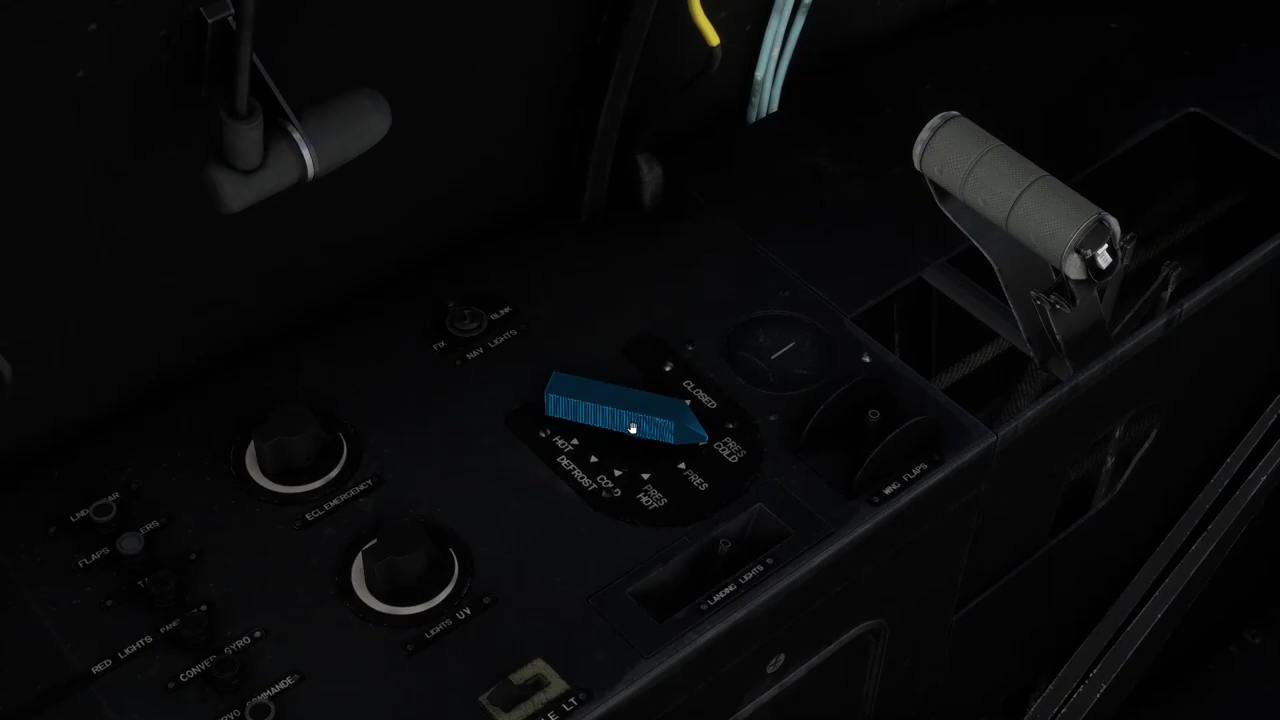 BLINK
FIX
NAV LIGHTS
CLOSED
PRES
COLD
PRES
PRES
HOT
COLD
DEFROST
HOT
WING FLAPS
ECL.EMERGENCY
LIGHTS UV
LANDING LIGHTS
FLAPS
RED LIGHTS